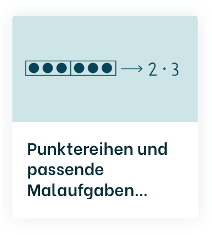 2 · 3
Punktereihen und
passende
Malaufgaben...